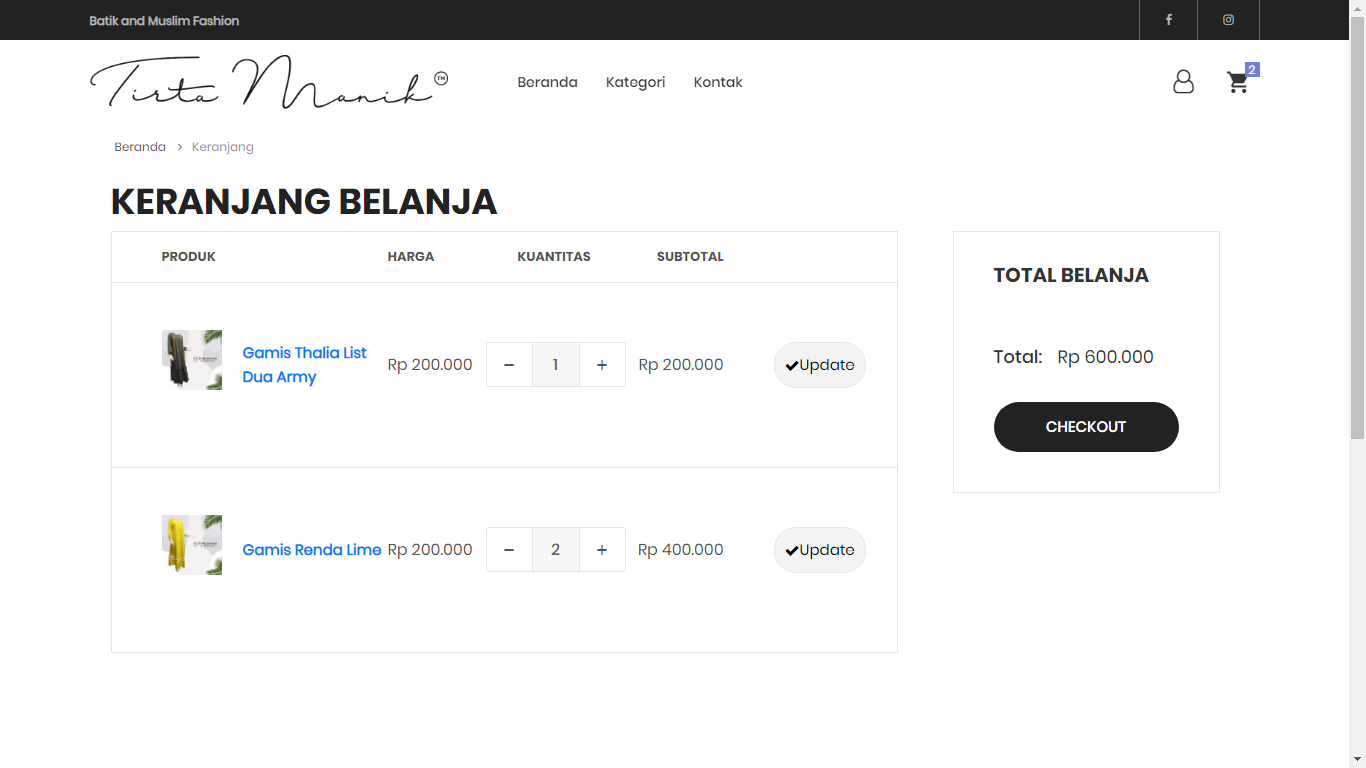 Batik and Muslim Fashion
Tirta Manik™
Beranda Kategori Kontak
2
Beranda > Keranjang
KERANJANG BELANJA
PRODUK HARGA KUANTITAS SUBTOTAL
Gamis Thalia List
Dua Army
Rp 200.000 − 1 + Rp 200.000 Update
Gamis Renda Lime Rp 200.000 − 2 + Rp 400.000 Update
TOTAL BELANJA
Total: Rp 600.000
CHECKOUT